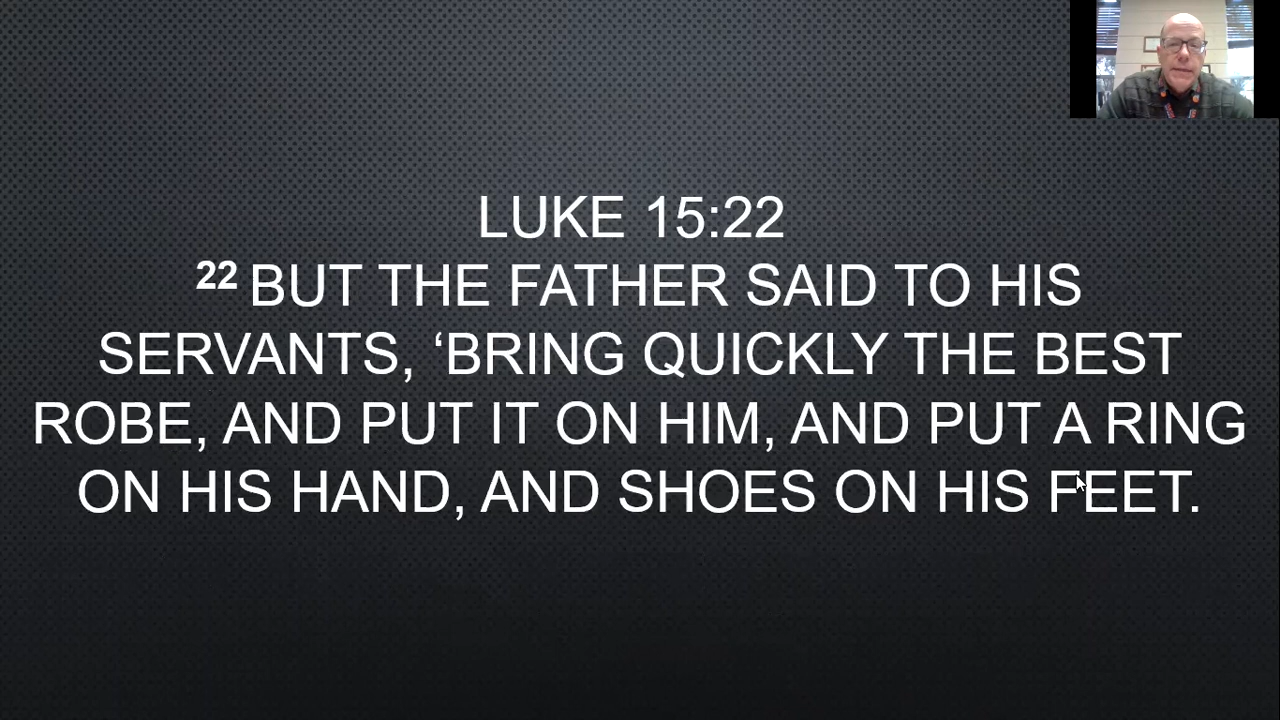 LUKE 15:22
22 BUT THE FATHER SAID TO HIS
SERVANTS, ‘BRING QUICKLY THE BEST
ROBE, AND PUT IT ON HIM, AND PUT A RING
ON HIS HAND, AND SHOES ON HIS FEET.